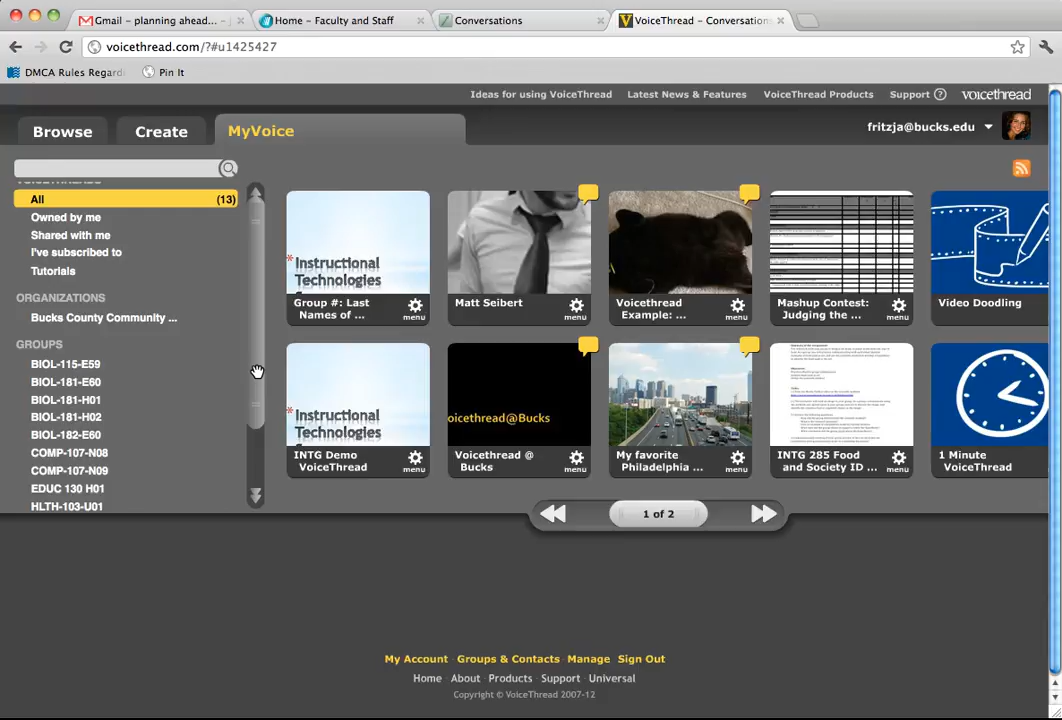 Gmail – planning ahead... –
Home – Faculty and Staff
Conversations
VoiceThread – Conversation
voicethread.com/?#u1425427
DMCA Rules Regard
Pin It
Ideas for using VoiceThread
Latest News & Features
VoiceThread Products
Support ?
voicethread
Browse
Create
MyVoice
fritzja@bucks.edu
All (13)
Owned by me
Shared with me
I've subscribed to
Tutorials
ORGANIZATIONS
Bucks County Community ...
GROUPS
BIOL-115-E59
BIOL-181-E60
BIOL-181-H01
BIOL-181-H02
BIOL-182-E60
COMP-107-N08
COMP-107-N09
EDUC 130 H01
HLTH-103-U01
* Instructional
Technologies
Group #: Last
Names of ...
menu
Matt Seibert
menu
Voicethread
Example: ...
menu
Mashup Contest:
Judging the ...
menu
Video Doodling
* Instructional
Technologies
INTG Demo
VoiceThread
menu
oicethread@Bucks
Voicethread @
Bucks
menu
My favorite
Philadelphia ...
menu
INTG 285 Food
and Society ID ...
menu
1 Minute
VoiceThread
1 of 2
My Account Groups & Contacts Manage Sign Out
Home About Products Support Universal
Copyright © VoiceThread 2007-12